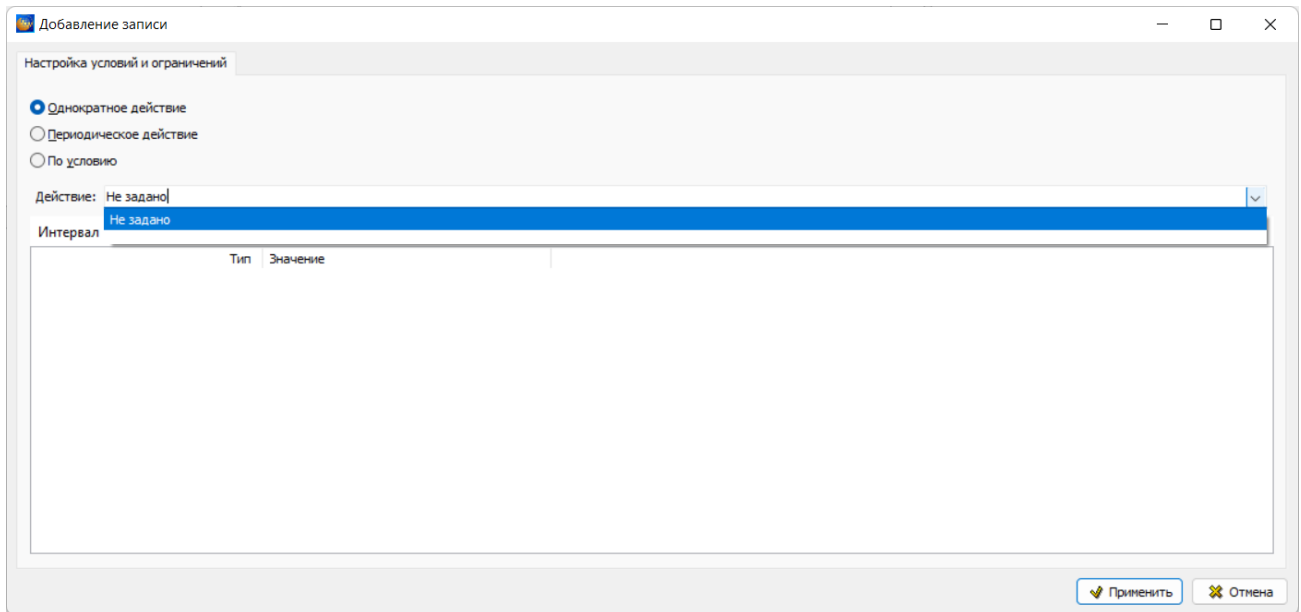 Добавление записи
Настройка условий и ограничений
Однократное действие
Периодическое действие
По условию
Действие: Не задано
Не задано
Интервал
Тип Значение
Применить Отмена